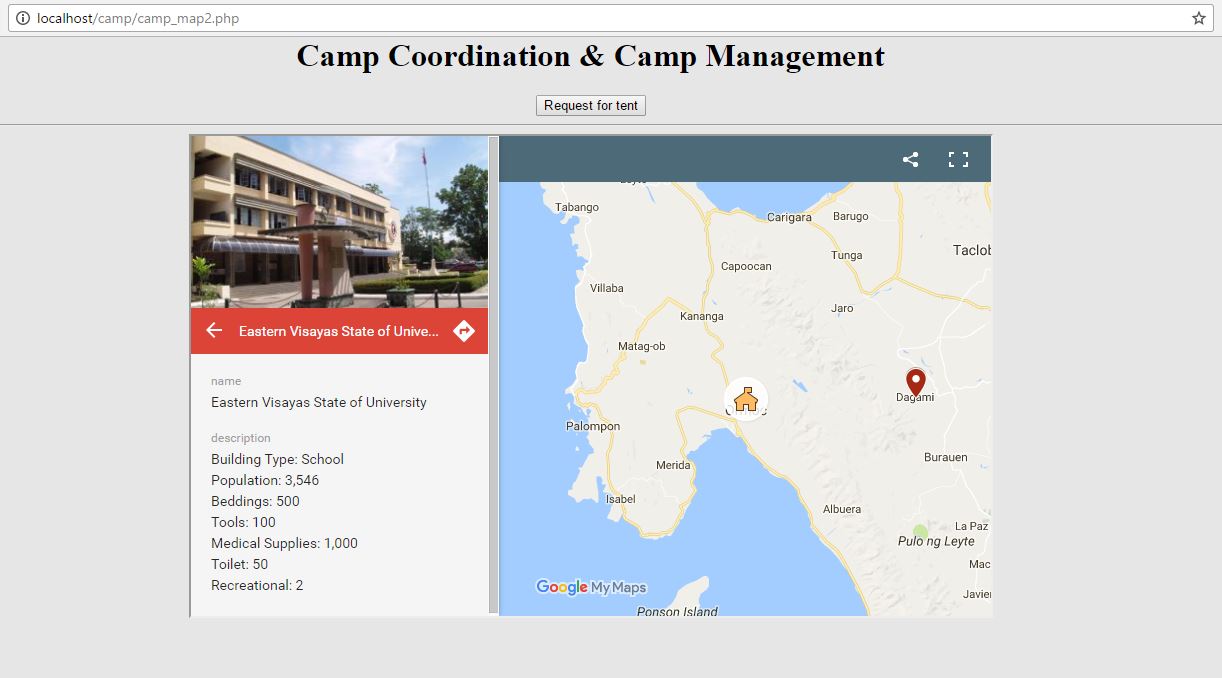 localhost/camp/camp_map2.php
Camp Coordination & Camp Management
Request for tent
Eastern Visayas State of Unive...
name
Eastern Visayas State of University
description
Building Type: School
Population: 3,546
Beddings: 500
Tools: 100
Medical Supplies: 1,000
Toilet: 50
Recreational: 2
Tabango
Carigara
Barugo
Taclob
Tunga
Capoocan
Villaba
Jaro
Kananga
Matag-ob
Dagami
Palompon
Burauen
Merida
Isabel
Albuera
La Paz
Pulo ng Leyte
Mac
Javier
Google My Maps
Ponson Island